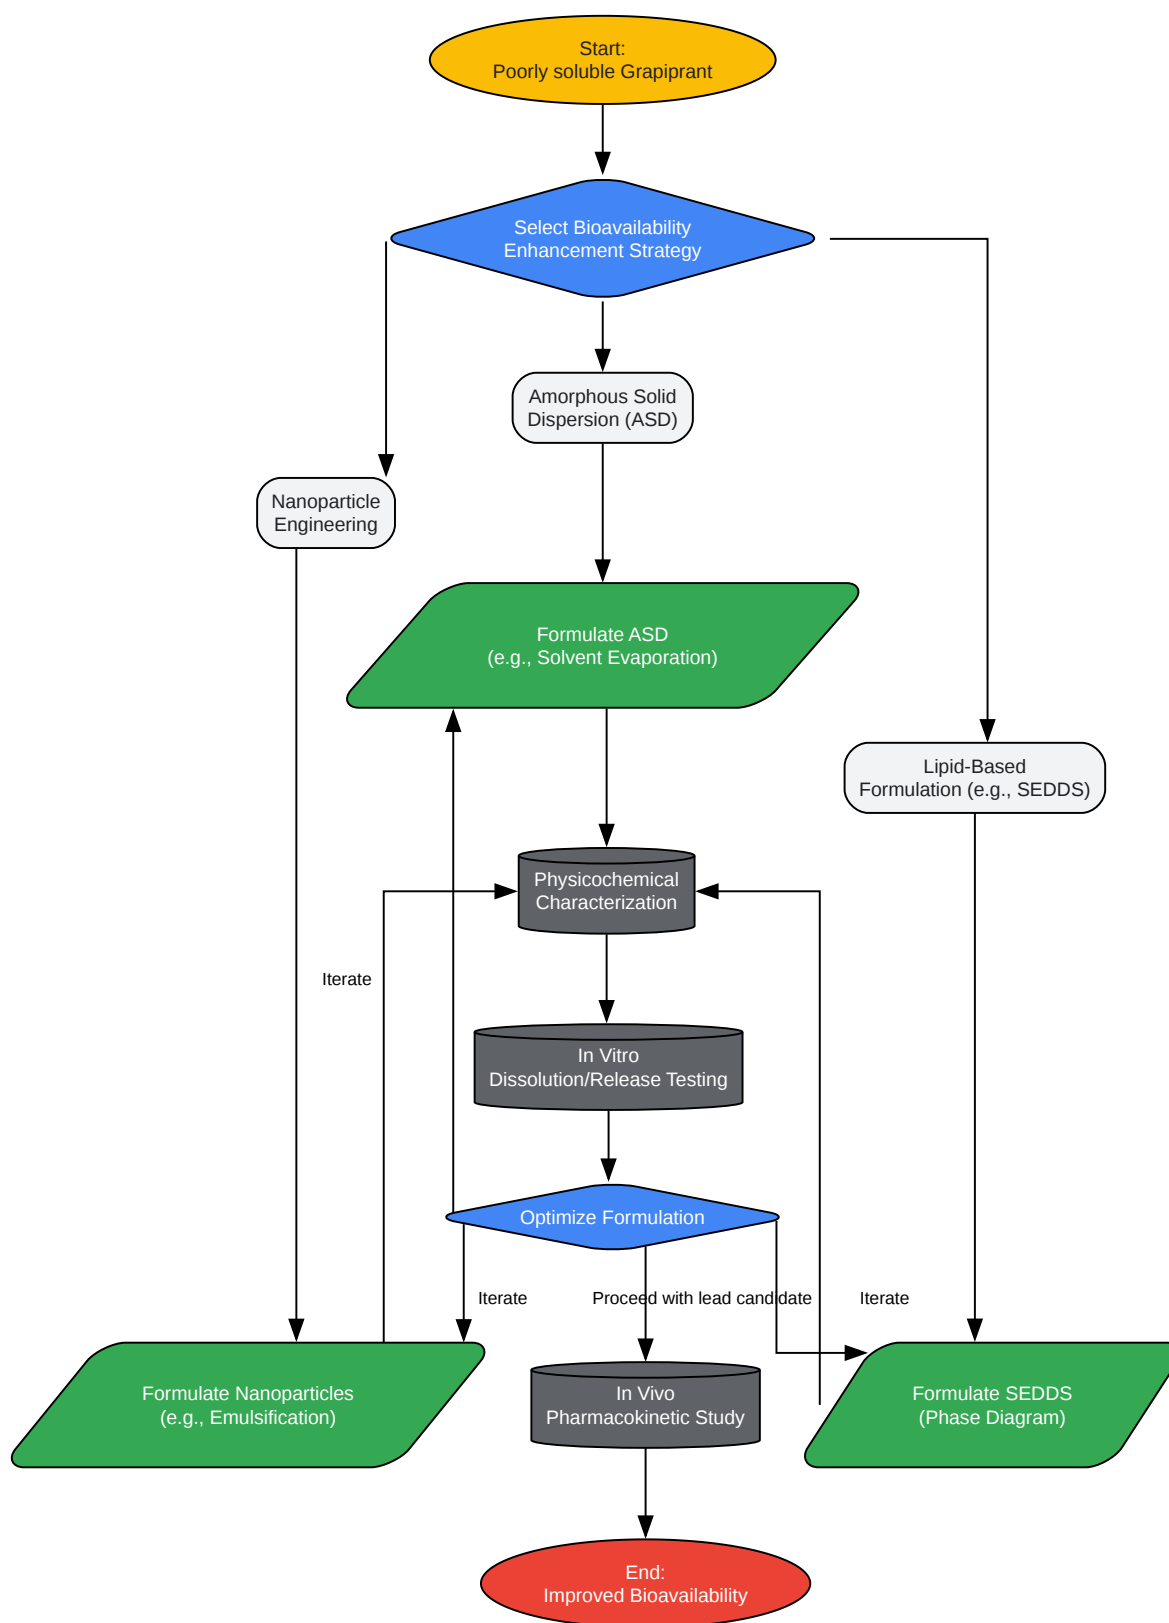 Start:
Poorly soluble Grapiprant
Select Bioavailability
Enhancement Strategy
Amorphous Solid
Dispersion (ASD)
Nanoparticle
Engineering
Formulate ASD
(e.g., Solvent Evaporation)
Lipid-Based
Formulation (e.g., SEDDS)
Physicochemical
Characterization
Iterate
In Vitro
Dissolution/Release Testing
Optimize Formulation
Iterate
Proceed with lead candidate
Iterate
Formulate Nanoparticles
(e.g., Emulsification)
In Vivo
Pharmacokinetic Study
Formulate SEDDS
(Phase Diagram)
End:
Improved Bioavailability